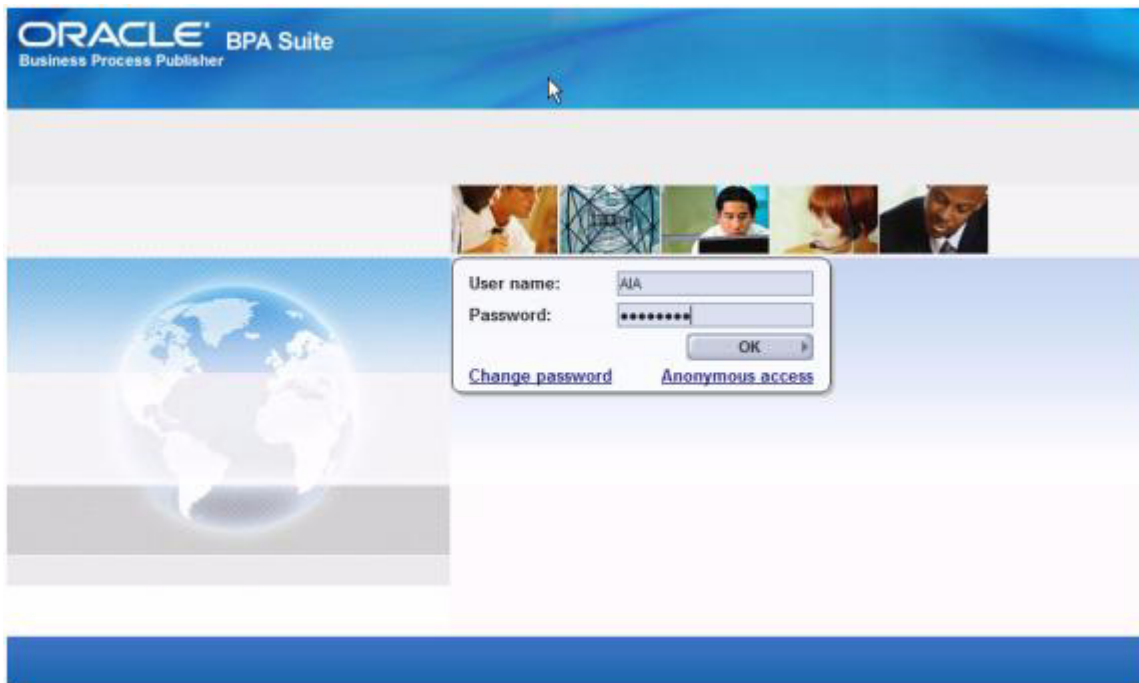 ORACLE BPA Suite
Business Process Publisher
User name: AIA
Password: ••••••••
OK
Change password Anonymous access